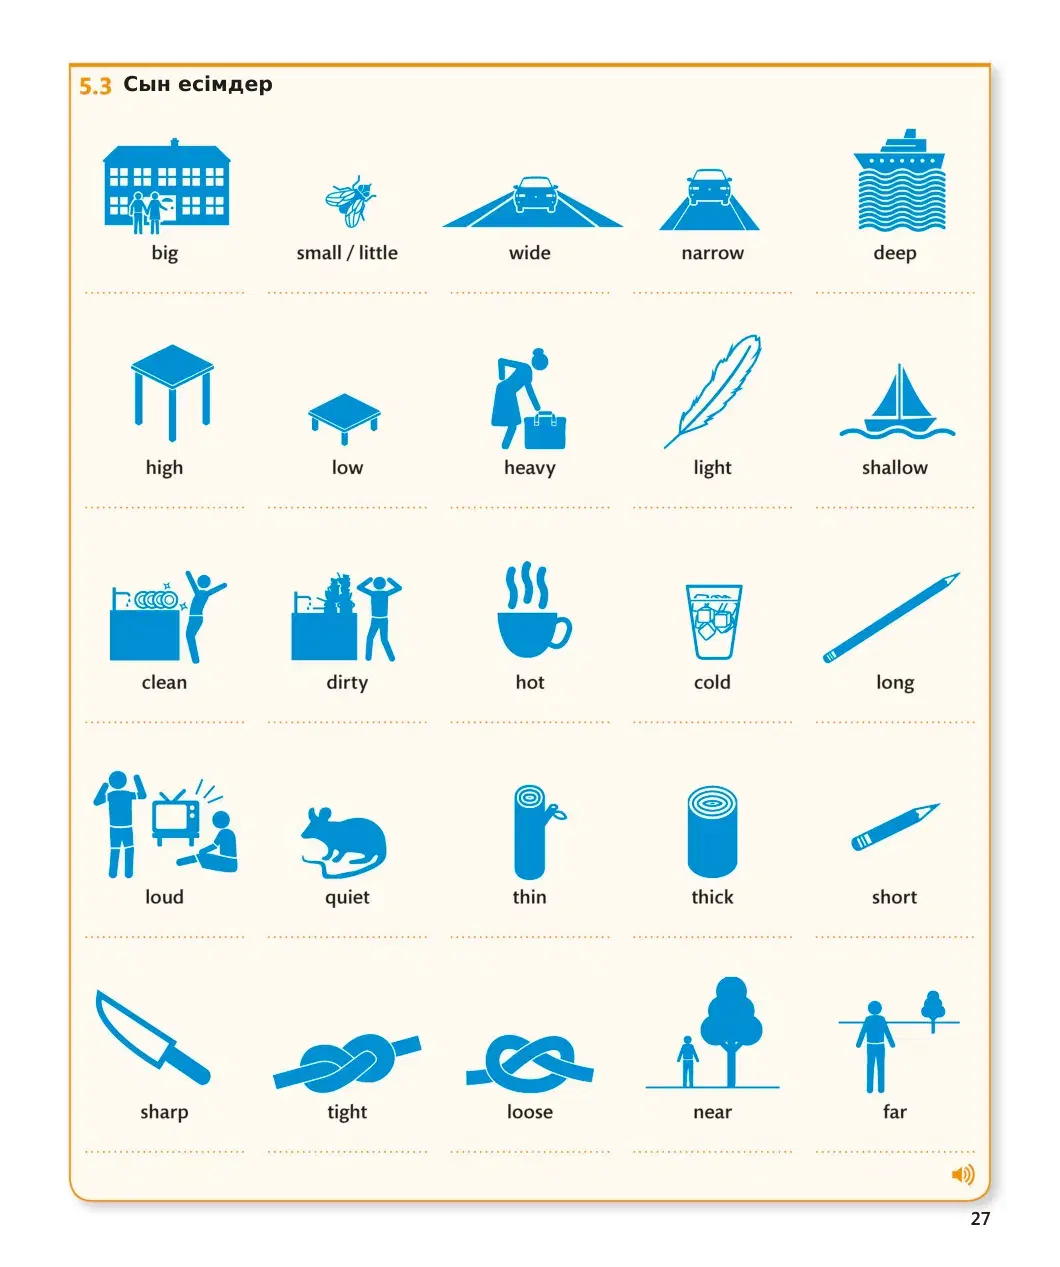 5.3 Сын есімдер
big small / little wide narrow deep
high low heavy light shallow
clean dirty hot cold long
loud quiet thin thick short
sharp tight loose near far
27